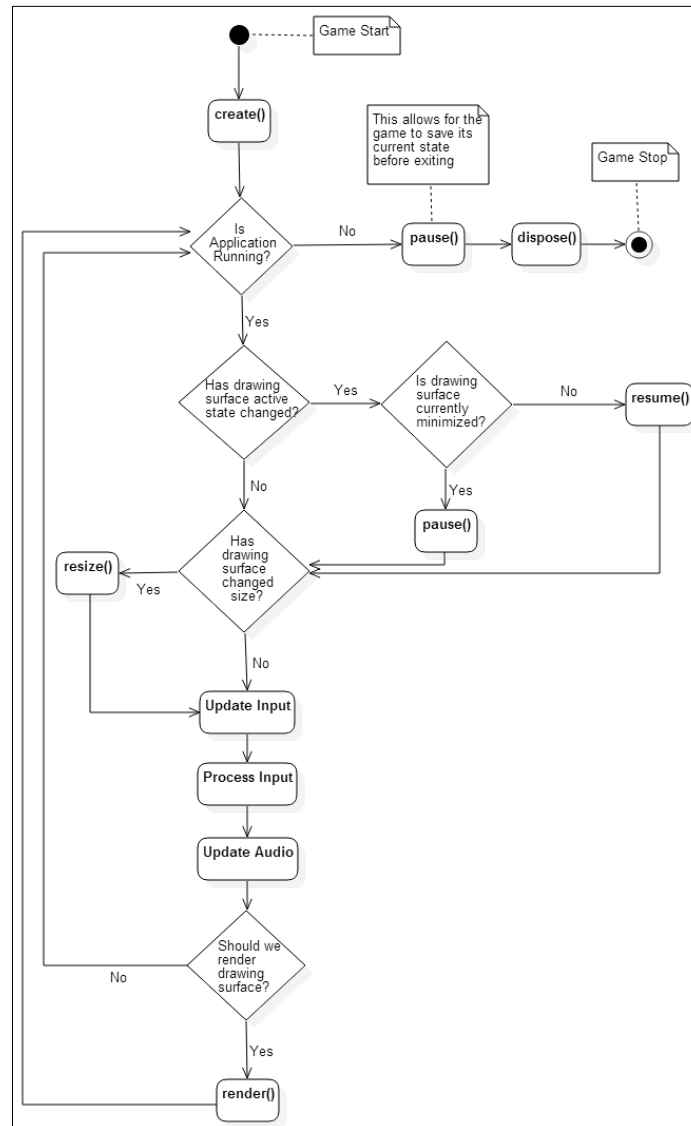 Game Start
create()
This allows for the
game to save its
current state
before exiting
Game Stop
Is
Application
Running?
No
pause()
dispose()
Yes
Has drawing
surface active
state changed?
Yes
Is drawing
surface
currently
minimized?
No
resume()
No
Yes
pause()
Has
drawing
surface
changed
size?
resize()
Yes
No
Update Input
Process Input
Update Audio
Should we
render
drawing
surface?
No
Yes
render()